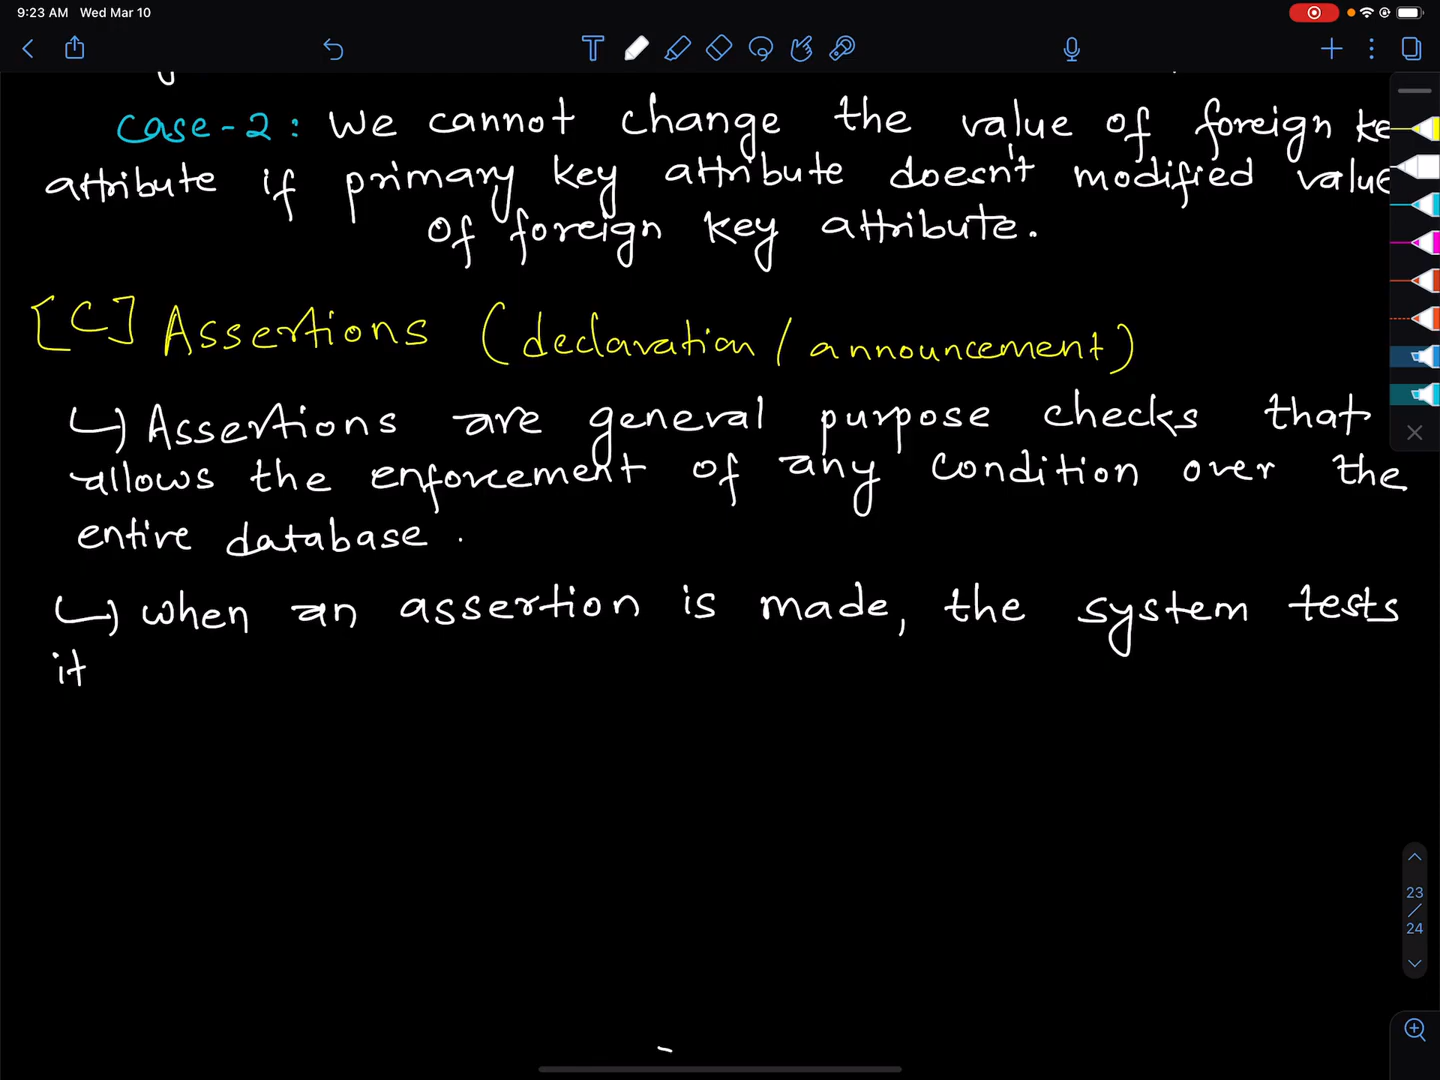 9:23 AM Wed Mar 10
case-2: We cannot change the value of foreign ke
attribute if primary key attribute doesn't modified value
of foreign key attribute.
[C] Assertions (declaration / announcement)
↳ Assertions are general purpose checks that
allows the enforcement of any condition over the
entire database.
↳ when an assertion is made, the system tests
it
23
/
24